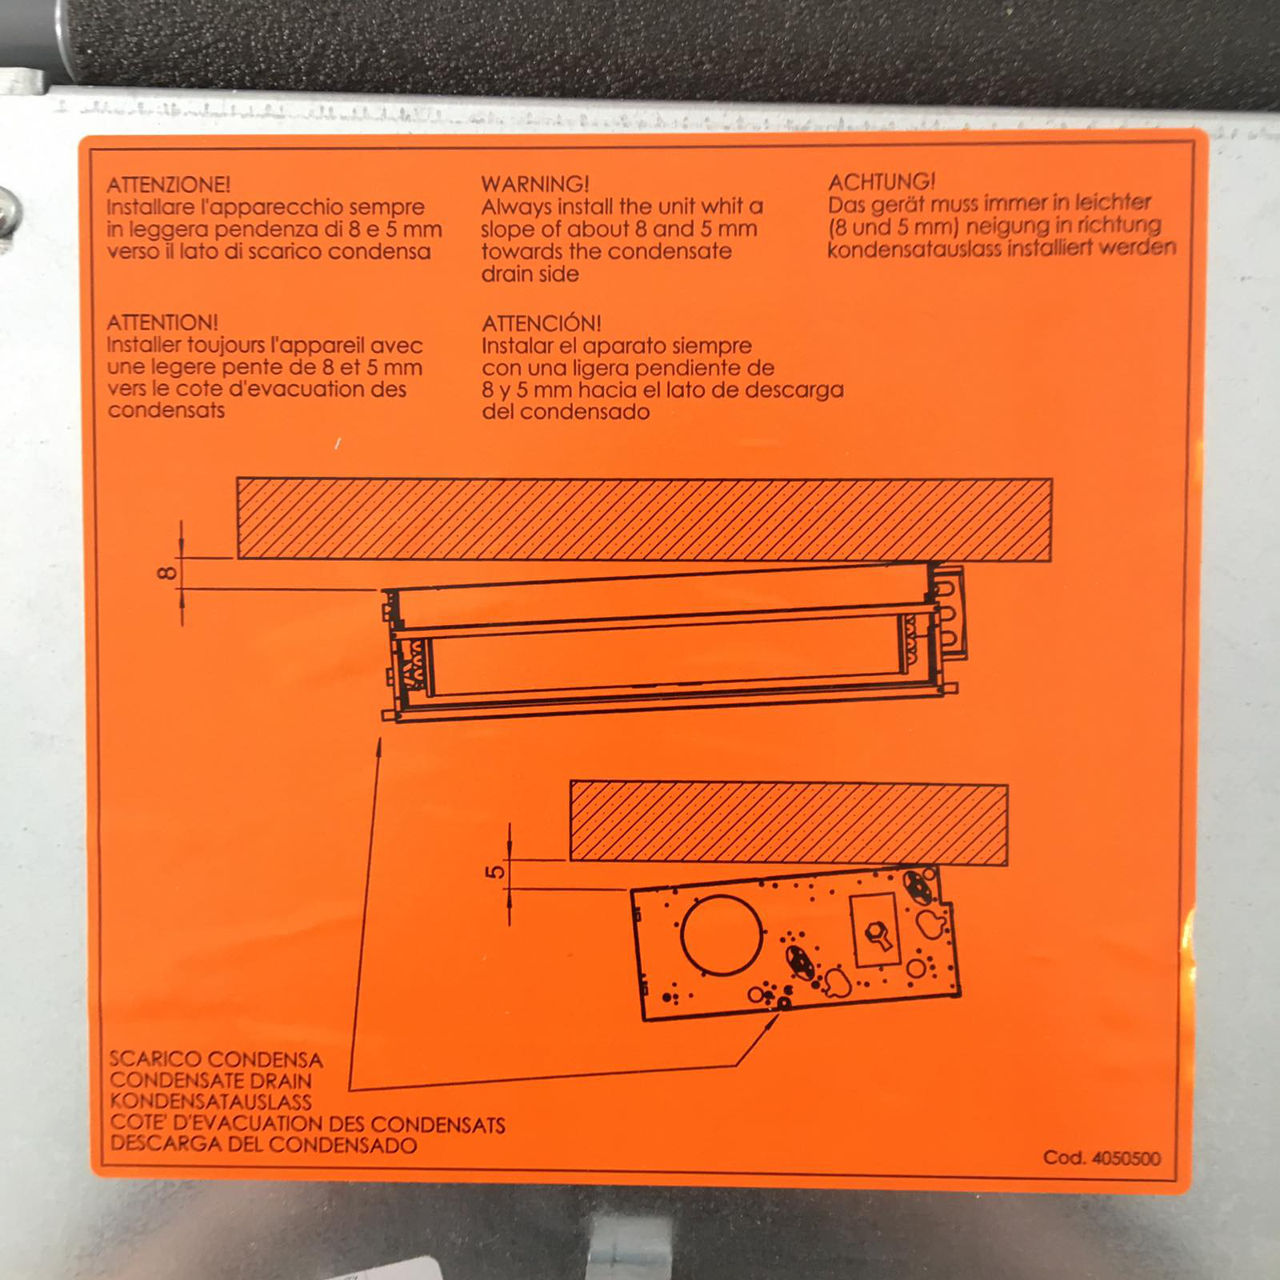 ATTENZIONE!
Installare l'apparecchio sempre
in leggera pendenza di 8 e 5 mm
verso il lato di scarico condensa
WARNING!
Always install the unit whit a
slope of about 8 and 5 mm
towards the condensate
drain side
ACHTUNG!
Das gerät muss immer in leichter
(8 und 5 mm) neigung in richtung
kondensatauslass installiert werden
ATTENTION!
Installer toujours l'appareil avec
une legere pente de 8 et 5 mm
vers le cote d'evacuation des
condensats
ATTENCIÓN!
Instalar el aparato siempre
con una ligera pendiente de
8 y 5 mm hacia el lato de descarga
del condensado
8
5
SCARICO CONDENSA
CONDENSATE DRAIN
KONDENSATAUSLASS
COTE' D'EVACUATION DES CONDENSATS
DESCARGA DEL CONDENSADO
Cod. 4050500